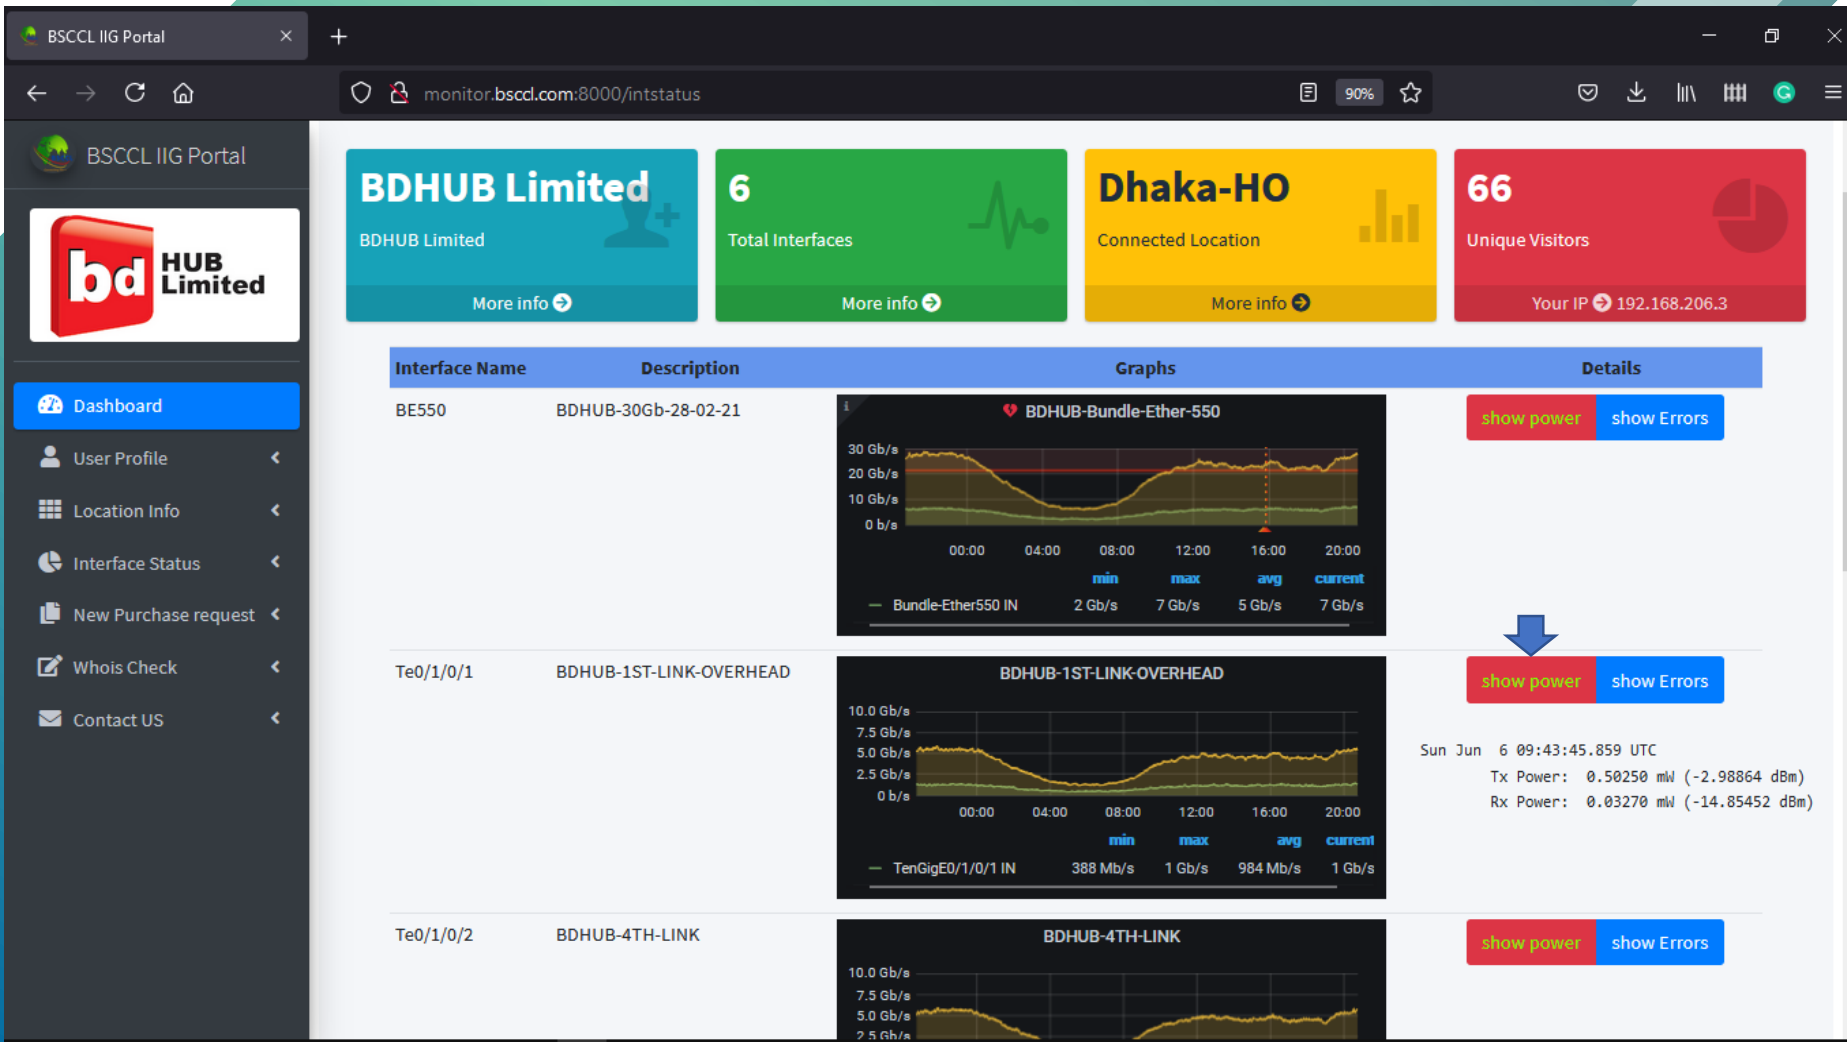 BSCCL IIG Portal
monitor.bsccl.com:8000/intstatus
90%
BSCCL IIG Portal
bd HUB Limited
Dashboard
User Profile
Location Info
Interface Status
New Purchase request
Whois Check
Contact US
BDHUB Limited
BDHUB Limited
More info
6
Total Interfaces
More info
Dhaka-HO
Connected Location
More info
66
Unique Visitors
Your IP 192.168.206.3
Interface Name Description Graphs Details
BE550 BDHUB-30Gb-28-02-21
BDHUB-Bundle-Ether-550
30 Gb/s
20 Gb/s
10 Gb/s
0 b/s
00:00 04:00 08:00 12:00 16:00 20:00
min max avg current
Bundle-Ether550 IN 2 Gb/s 7 Gb/s 5 Gb/s 7 Gb/s
show power show Errors
Te0/1/0/1 BDHUB-1ST-LINK-OVERHEAD
BDHUB-1ST-LINK-OVERHEAD
10.0 Gb/s
7.5 Gb/s
5.0 Gb/s
2.5 Gb/s
0 b/s
00:00 04:00 08:00 12:00 16:00 20:00
min max avg current
TenGigE0/1/0/1 IN 388 Mb/s 1 Gb/s 984 Mb/s 1 Gb/s
show power show Errors
Sun Jun 6 09:43:45.859 UTC
Tx Power: 0.50250 mW (-2.98864 dBm)
Rx Power: 0.03270 mW (-14.85452 dBm)
Te0/1/0/2 BDHUB-4TH-LINK
BDHUB-4TH-LINK
10.0 Gb/s
7.5 Gb/s
5.0 Gb/s
2.5 Gb/s
show power show Errors